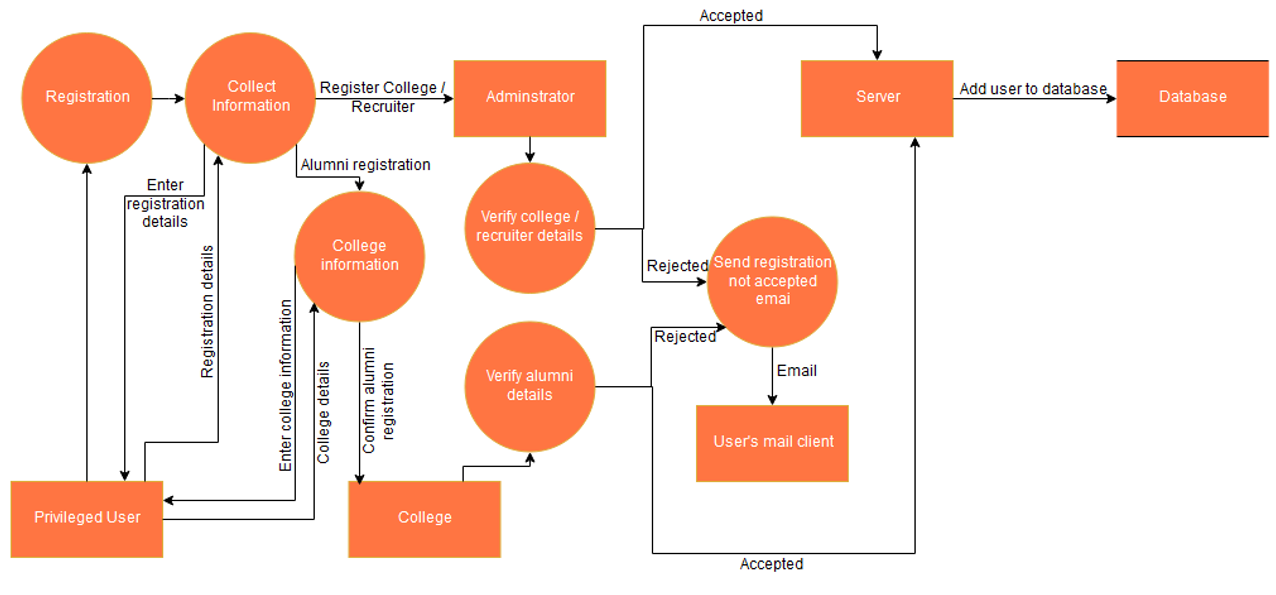 Accepted
Registration
Collect
Information
Register College /
Recruiter
Adminstrator
Server
Add user to database
Database
Alumni registration
Enter
registration
details
Verify college /
recruiter details
College
information
Rejected
Send registration
not accepted
emai
Registration details
Enter college information
College details
Confirm alumni
registration
Rejected
Verify alumni
details
Email
User's mail client
Privileged User
College
Accepted